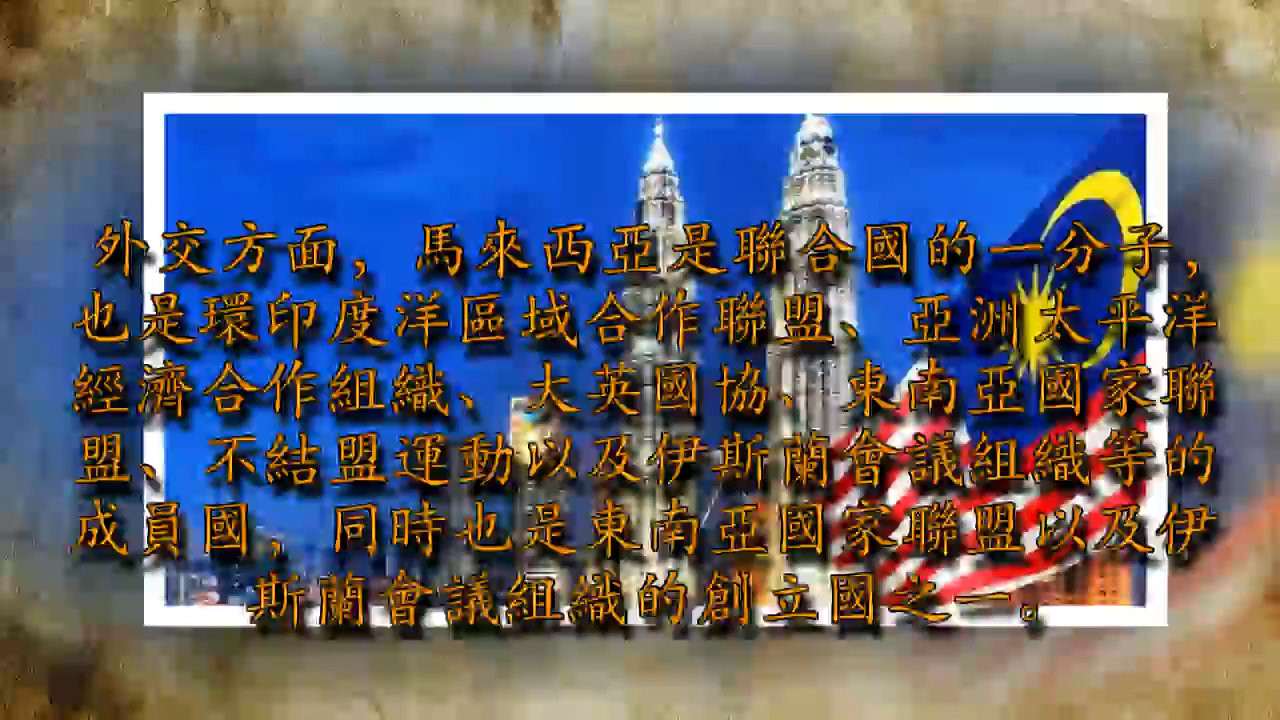 外交方面，馬來西亞是聯合國的一分子，
也是環印度洋區域合作聯盟、亞洲太平洋
經濟合作組織、大英國協、東南亞國家聯
盟、不結盟運動以及伊斯蘭會議組織等的
成員國，同時也是東南亞國家聯盟以及伊
斯蘭會議組織的創立國之一。